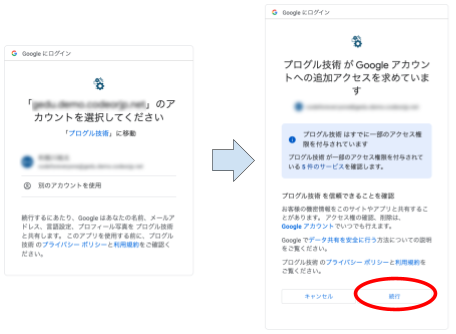 Google にログイン
「 」のア
カウントを選択してください
「プログル技術」に移動
別のアカウントを使用
続行するにあたり、Google はあなたの名前、メールア
ドレス、言語設定、プロフィール写真を プログル技術
と共有します。このアプリを使用する前に、プログル
技術 のプライバシー ポリシーと利用規約をご確認く
ださい。
Google にログイン
プログル技術 が Google アカウン
トへの追加アクセスを求めていま
す
プログル技術 はすでに一部のアクセス権
限を付与されています
プログル技術 が一部のアクセス権限を付与されている
5 件のサービスを確認します。
プログル技術 を信頼できることを確認
お客様の機密情報をこのサイトやアプリと共有するこ
とがあります。 アクセス権の確認、削除は、
Google アカウントでいつでも行えます。
Google でデータ共有を安全に行う方法についての説明
をご覧ください。
プログル技術 のプライバシー ポリシーと利用規約を
ご覧ください。
キャンセル
続行